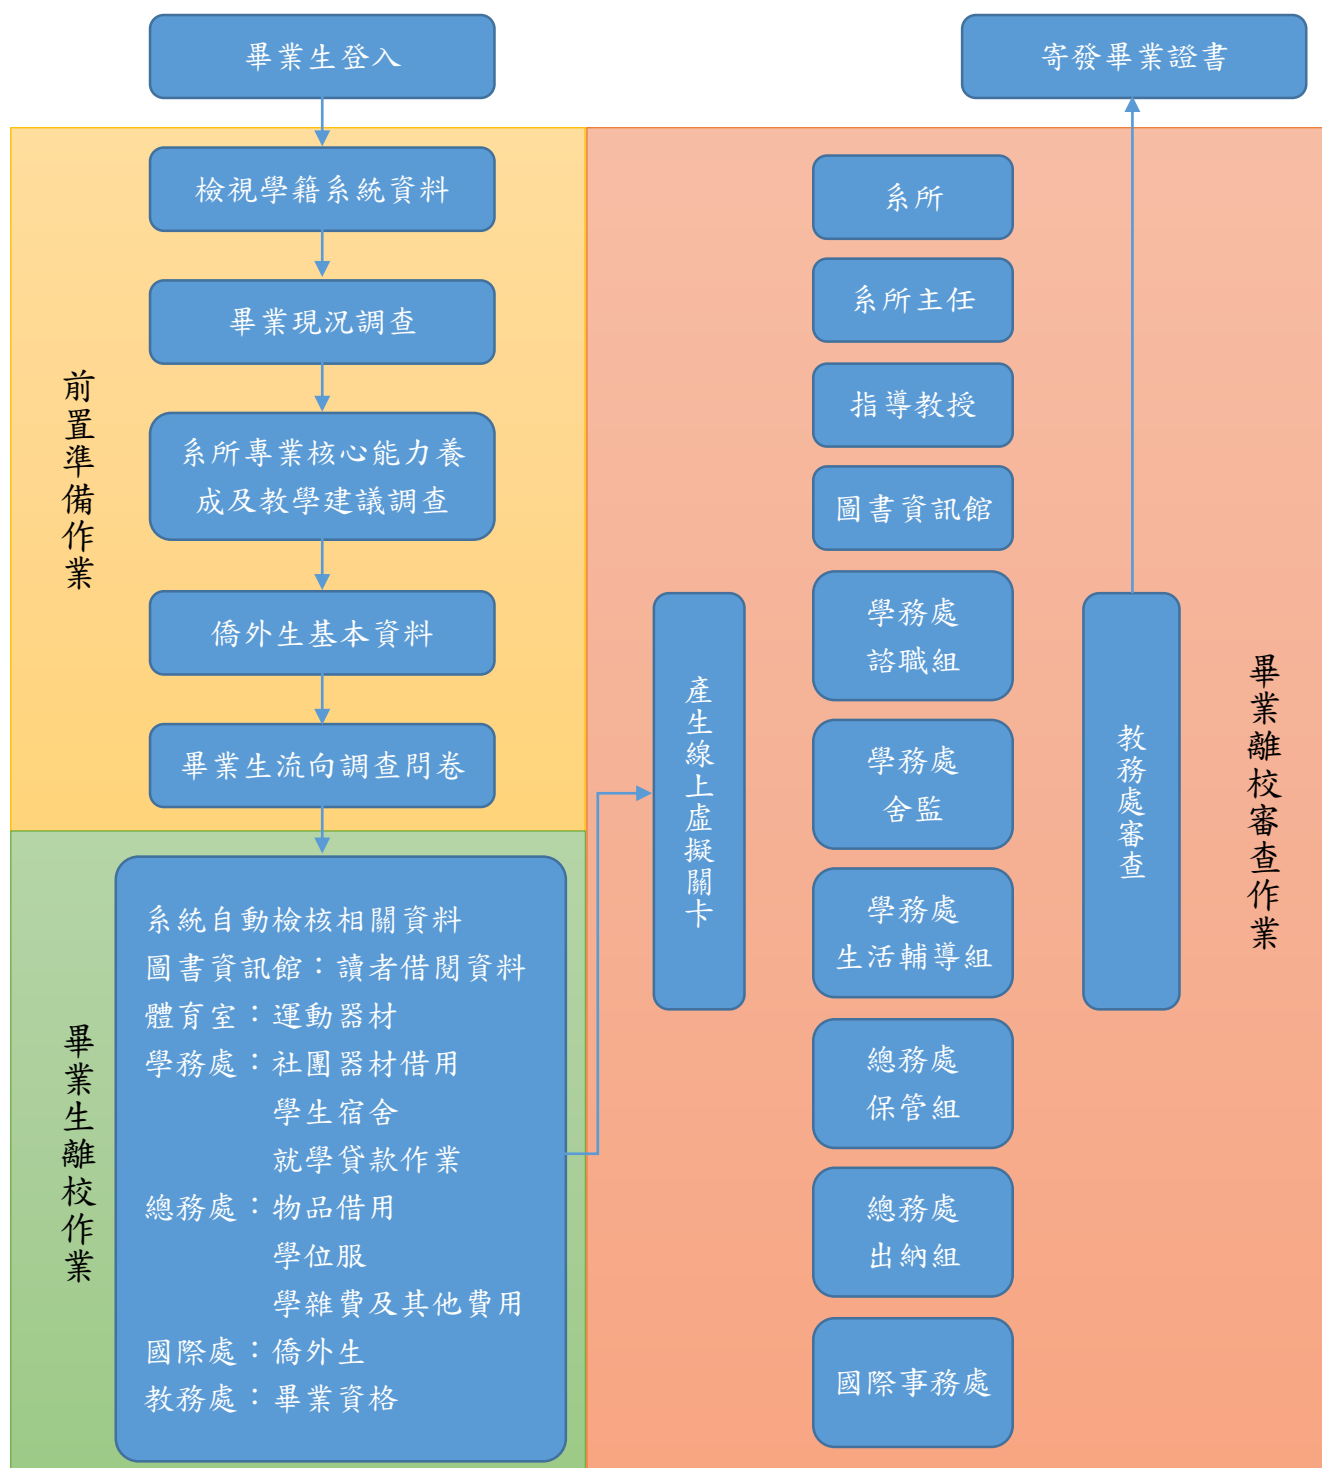 畢業生登入
前置準備作業
檢視學籍系統資料
畢業現況調查
系所專業核心能力養
成及教學建議調查
僑外生基本資料
畢業生流向調查問卷
畢業生離校作業
系統自動檢核相關資料
圖書資訊館：讀者借閱資料
體育室：運動器材
學務處：社團器材借用
學生宿舍
就學貸款作業
總務處：物品借用
學位服
學雜費及其他費用
國際處：僑外生
教務處：畢業資格
產生線上虛擬關卡
系所
系所主任
指導教授
圖書資訊館
學務處
諮職組
學務處
舍監
學務處
生活輔導組
總務處
保管組
總務處
出納組
國際事務處
教務處審查
畢業離校審查作業
寄發畢業證書